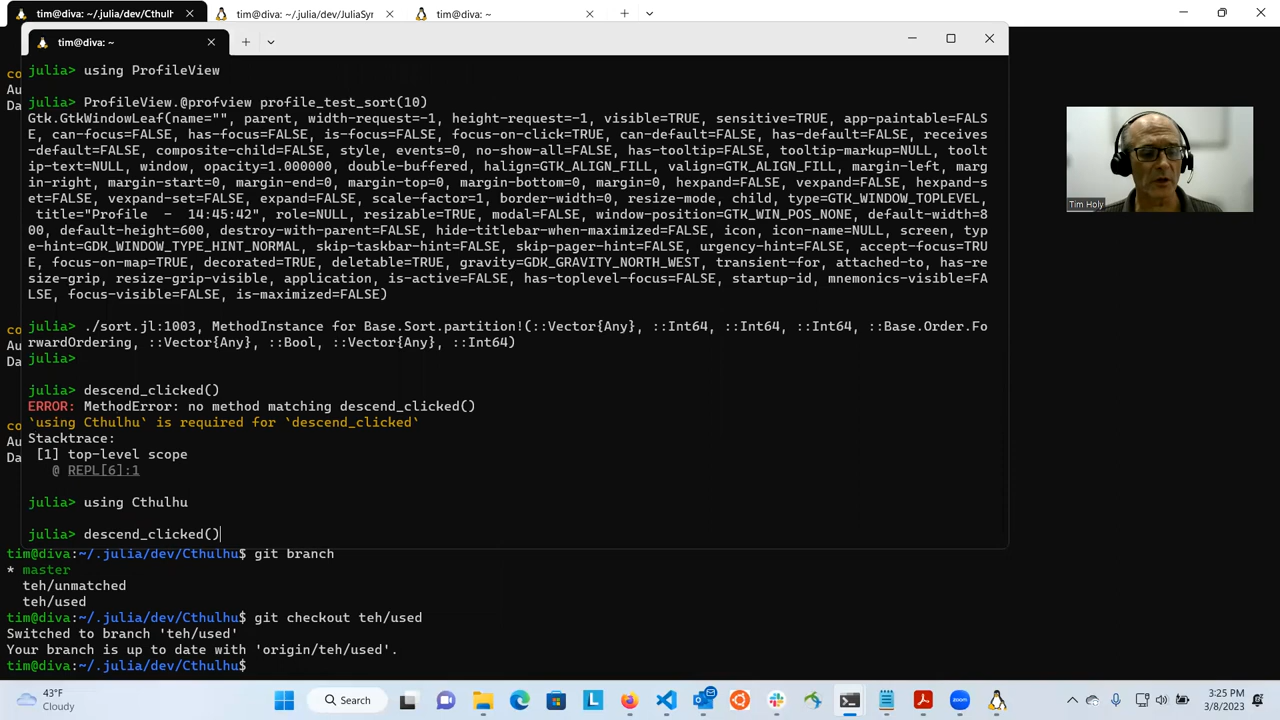 tim@diva: ~/.julia/dev/Cthulh
tim@diva: ~/.julia/dev/JuliaSyr
tim@diva: ~
tim@diva: ~
julia> using ProfileView
julia> ProfileView.@profview profile_test_sort(10)
Gtk.GtkWindowLeaf(name="", parent, width-request=-1, height-request=-1, visible=TRUE, sensitive=TRUE, app-paintable=FALS
E, can-focus=FALSE, has-focus=FALSE, is-focus=FALSE, focus-on-click=TRUE, can-default=FALSE, has-default=FALSE, receives
-default=FALSE, composite-child=FALSE, style, events=0, no-show-all=FALSE, has-tooltip=FALSE, tooltip-markup=NULL, toolt
ip-text=NULL, window, opacity=1.000000, double-buffered, halign=GTK_ALIGN_FILL, valign=GTK_ALIGN_FILL, margin-left, marg
in-right, margin-start=0, margin-end=0, margin-top=0, margin-bottom=0, margin=0, hexpand=FALSE, vexpand=FALSE, hexpand-s
et=FALSE, vexpand-set=FALSE, expand=FALSE, scale-factor=1, border-width=0, resize-mode, child, type=GTK_WINDOW_TOPLEVEL,
 title="Profile  -  14:45:42", role=NULL, resizable=TRUE, modal=FALSE, window-position=GTK_WIN_POS_NONE, default-width=8
00, default-height=600, destroy-with-parent=FALSE, hide-titlebar-when-maximized=FALSE, icon, icon-name=NULL, screen, typ
e-hint=GDK_WINDOW_TYPE_HINT_NORMAL, skip-taskbar-hint=FALSE, skip-pager-hint=FALSE, urgency-hint=FALSE, accept-focus=TRU
E, focus-on-map=TRUE, decorated=TRUE, deletable=TRUE, gravity=GDK_GRAVITY_NORTH_WEST, transient-for, attached-to, has-re
size-grip, resize-grip-visible, application, is-active=FALSE, has-toplevel-focus=FALSE, startup-id, mnemonics-visible=FA
LSE, focus-visible=FALSE, is-maximized=FALSE)
julia> ./sort.jl:1003, MethodInstance for Base.Sort.partition!(::Vector{Any}, ::Int64, ::Int64, ::Int64, ::Base.Order.Fo
rwardOrdering, ::Vector{Any}, ::Bool, ::Vector{Any}, ::Int64)
julia>
julia> descend_clicked()
ERROR: MethodError: no method matching descend_clicked()
`using Cthulhu` is required for `descend_clicked`
Stacktrace:
 [1] top-level scope
   @ REPL[6]:1
julia> using Cthulhu
julia> descend_clicked()
co
Au
Da
co
Au
Da
co
Au
Da
tim@diva:~/.julia/dev/Cthulhu$ git branch
* master
  teh/unmatched
  teh/used
tim@diva:~/.julia/dev/Cthulhu$ git checkout teh/used
Switched to branch 'teh/used'
Your branch is up to date with 'origin/teh/used'.
tim@diva:~/.julia/dev/Cthulhu$
Tim Holy
43°F
Cloudy
Search
3:25 PM
3/8/2023